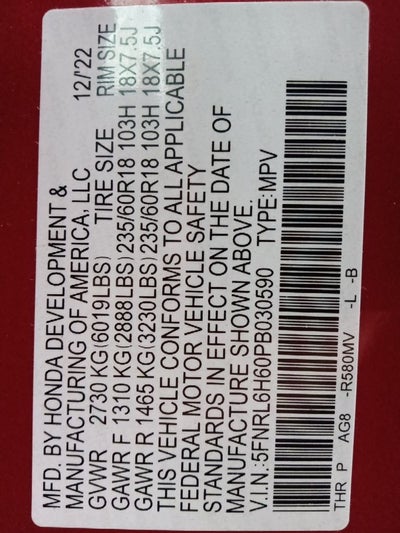 MFD. BY HONDA DEVELOPMENT &
MANUFACTURING OF AMERICA, LLC 12/'22
GVWR 2730 KG(6019LBS) TIRE SIZE RIM SIZE
GAWR F 1310 KG(2888LBS)235/60R18 103H 18X7.5J
GAWR R 1465 KG(3230LBS)235/60R18 103H 18X7.5J
THIS VEHICLE CONFORMS TO ALL APPLICABLE
FEDERAL MOTOR VEHICLE SAFETY
STANDARDS IN EFFECT ON THE DATE OF
MANUFACTURE SHOWN ABOVE.
V.I.N.:5FNRL6H60PB030590 TYPE:MPV
THR P AG8 -R580MV -L -B